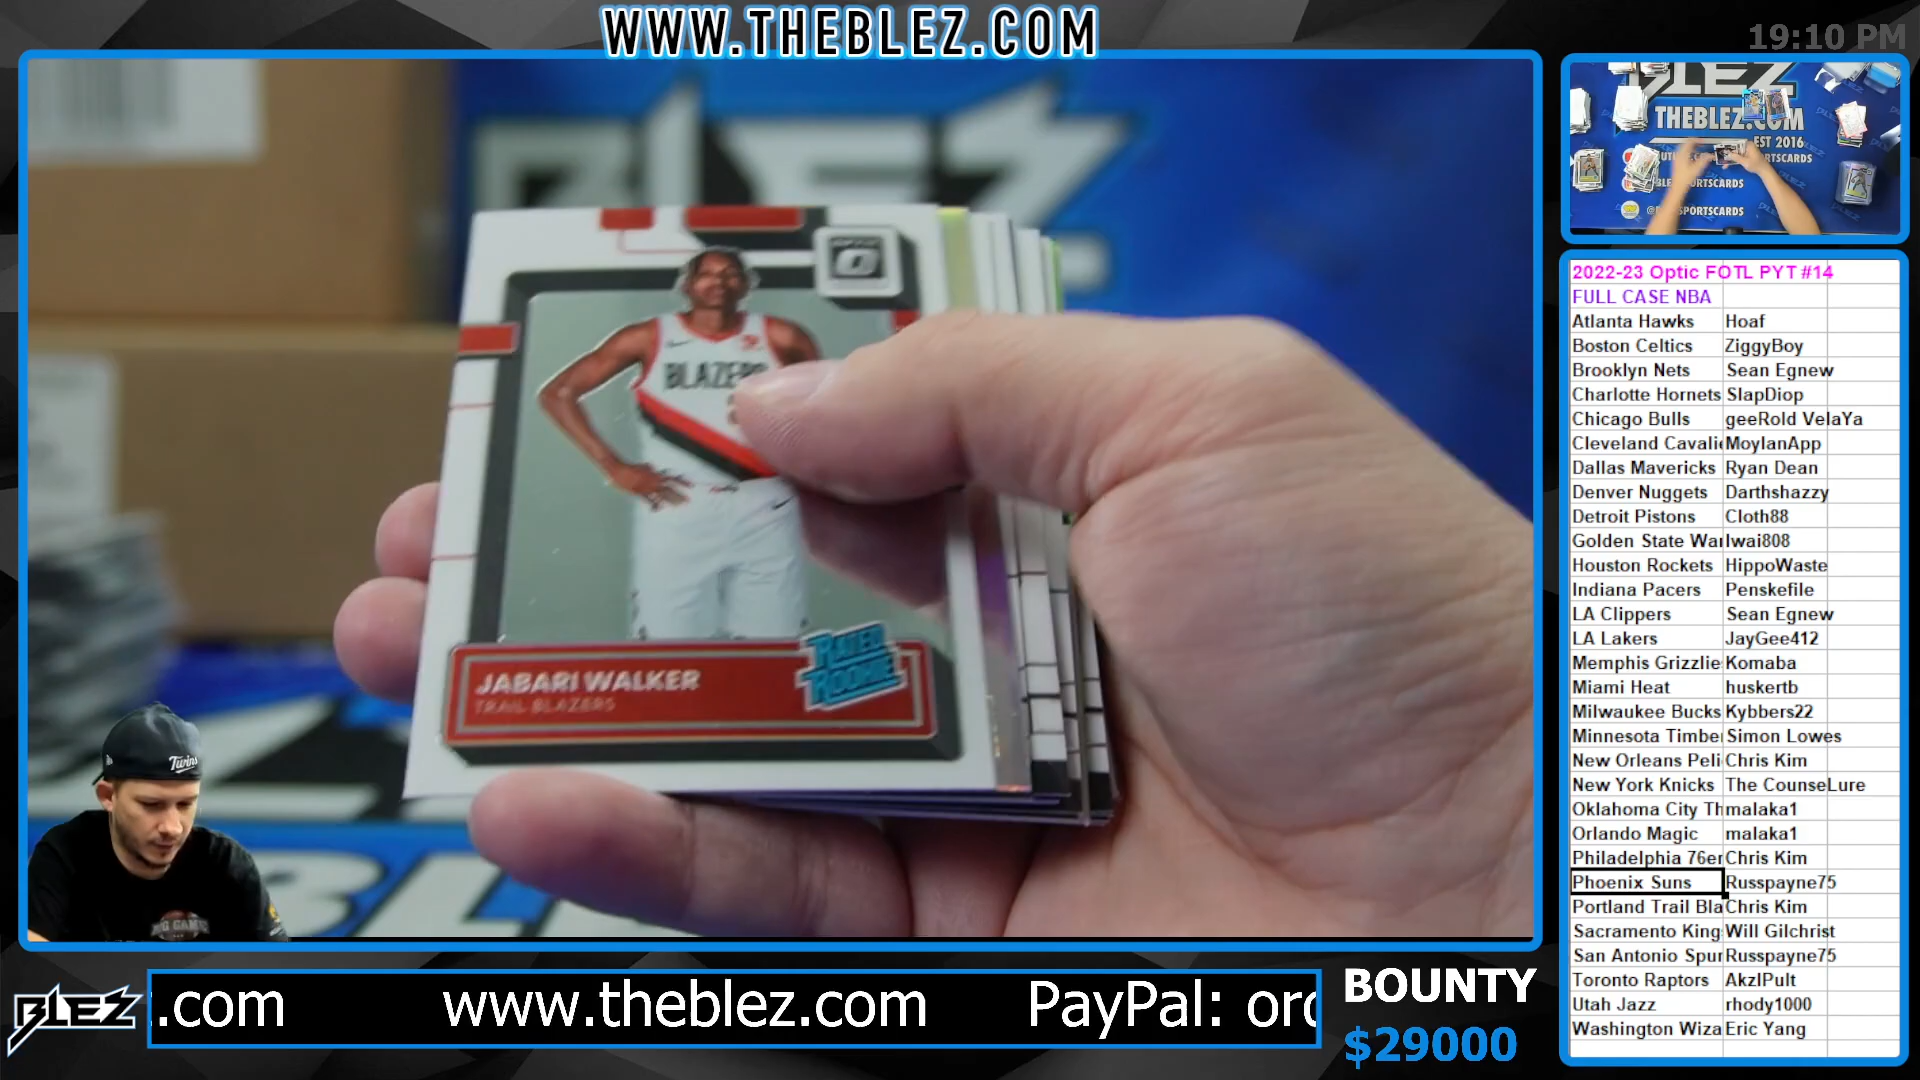 WWW.THEBLEZ.COM
19:10 PM
BLEZ
BLEZ
THEBLEZ.COM
EST 2016
SPORTSCARDS
2022-23 Optic FOTL PYT #14
FULL CASE NBA
Atlanta Hawks Hoaf
Boston Celtics ZiggyBoy
Brooklyn Nets Sean Egnew
Charlotte Hornets SlapDiop
Chicago Bulls geeRold VelaYa
Cleveland Cavalie MoylanApp
Dallas Mavericks Ryan Dean
Denver Nuggets Darthshazzy
Detroit Pistons Cloth88
Golden State War Iwai808
Houston Rockets HippoWaste
Indiana Pacers Penskefile
LA Clippers Sean Egnew
LA Lakers JayGee412
Memphis Grizzlie Komaba
Miami Heat huskertb
Milwaukee Bucks Kybbers22
Minnesota Timbe Simon Lowes
New Orleans Peli Chris Kim
New York Knicks The CounseLure
Oklahoma City Th malaka1
Orlando Magic malaka1
Philadelphia 76er Chris Kim
Phoenix Suns Russpayne75
Portland Trail Bla Chris Kim
Sacramento King Will Gilchrist
San Antonio Spur Russpayne75
Toronto Raptors AkzlPult
Utah Jazz rhody1000
Washington Wiza Eric Yang
BLAZERS
JABARI WALKER
TRAIL BLAZERS
RATED ROOKIE
Twins
BLEZ
.com www.theblez.com PayPal: ord
BOUNTY
$29000